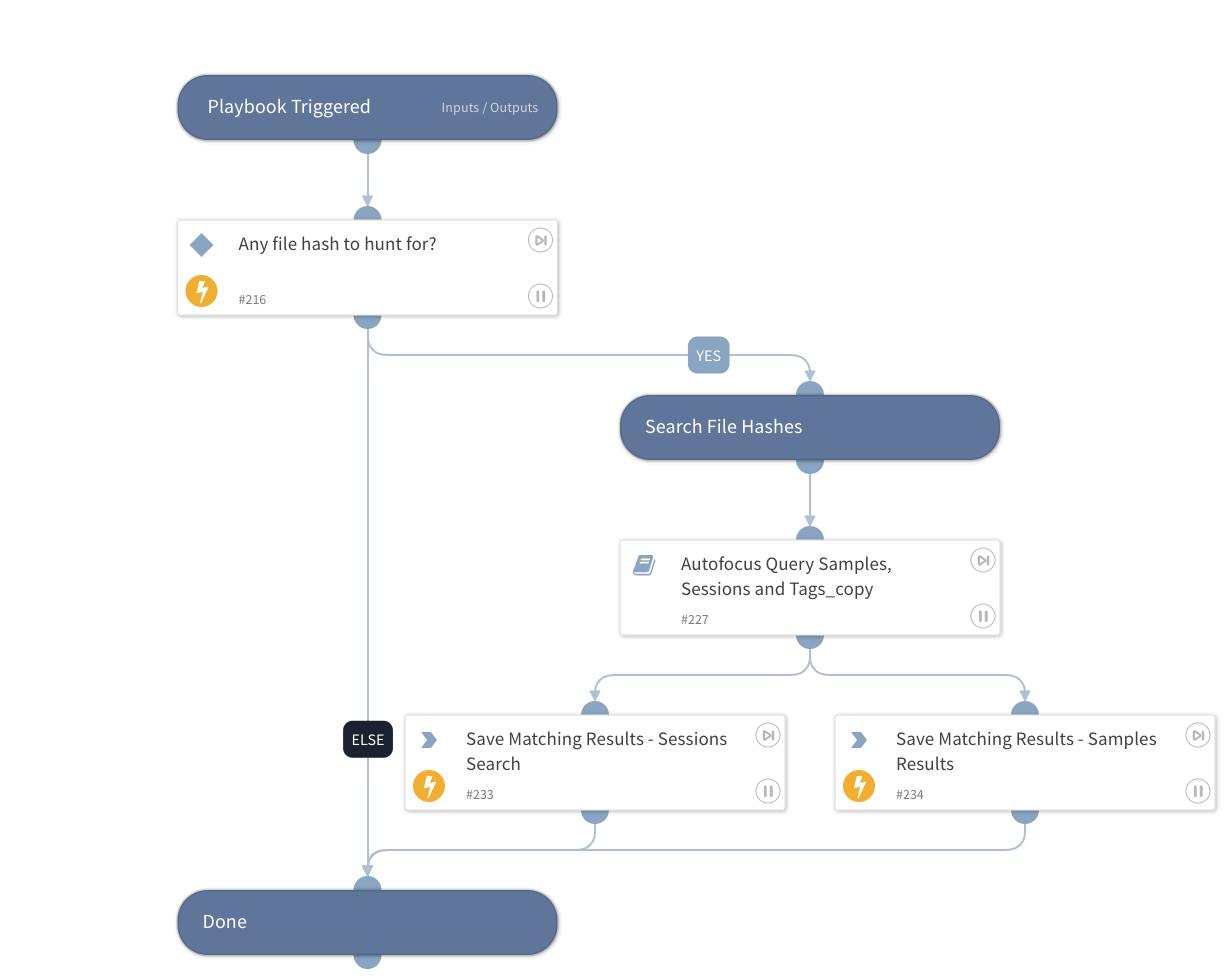 Playbook Triggered
Inputs / Outputs
Any file hash to hunt for?
#216
YES
Search File Hashes
Autofocus Query Samples,
Sessions and Tags_copy
#227
ELSE
Save Matching Results - Sessions
Search
#233
Save Matching Results - Samples
Results
#234
Done